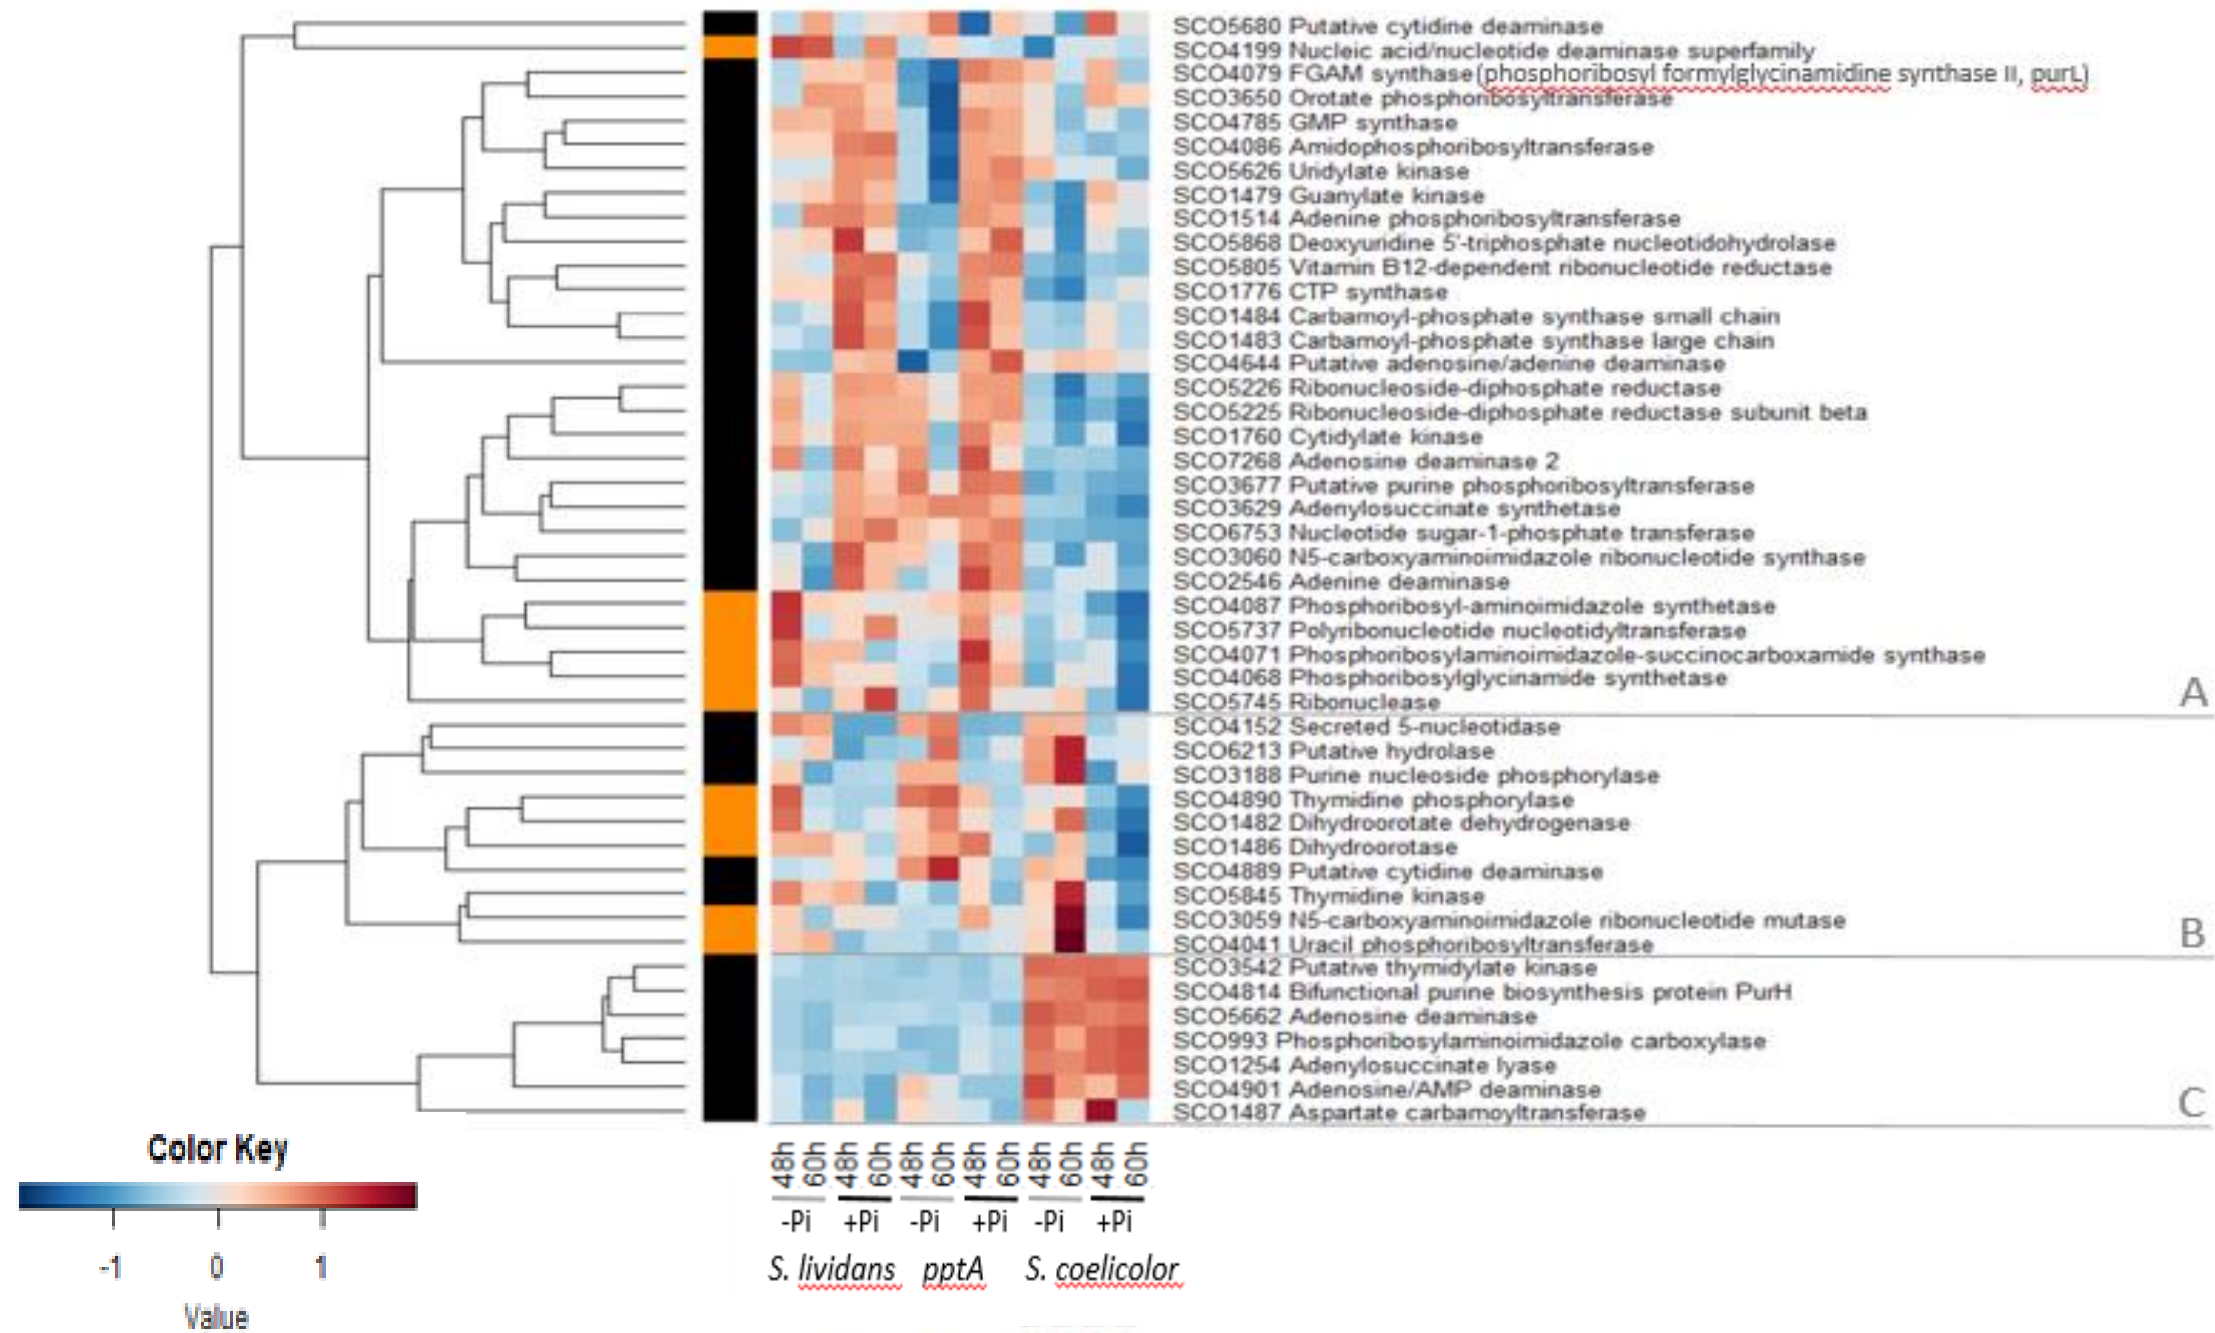 SCO5680 Putative cytidine deaminase
SCO4199 Nucleic acid/nucleotide deaminase superfamily
SCO4079 FGAM synthase(phosphoribosyl formylglycinamidine synthase II, purL)
SCO3650 Orotate phosphoribosyltransferase
SCO4785 GMP synthase
SCO4086 Amidophosphoribosyltransferase
SCO5626 Uridylate kinase
SCO1479 Guanylate kinase
SCO1514 Adenine phosphoribosyltransferase
SCO5868 Deoxyuridine 5'-triphosphate nucleotidohydrolase
SCO5805 Vitamin B12-dependent ribonucleotide reductase
SCO1776 CTP synthase
SCO1484 Carbamoyl-phosphate synthase small chain
SCO1483 Carbamoyl-phosphate synthase large chain
SCO4644 Putative adenosine/adenine deaminase
SCO5226 Ribonucleoside-diphosphate reductase
SCO5225 Ribonucleoside-diphosphate reductase subunit beta
SCO1760 Cytidylate kinase
SCO7268 Adenosine deaminase 2
SCO3677 Putative purine phosphoribosyltransferase
SCO3629 Adenylosuccinate synthetase
SCO6753 Nucleotide sugar-1-phosphate transferase
SCO3060 N5-carboxyaminoimidazole ribonucleotide synthase
SCO2546 Adenine deaminase
SCO4087 Phosphoribosyl-aminoimidazole synthetase
SCO5737 Polyribonucleotide nucleotidyltransferase
SCO4071 Phosphoribosylaminoimidazole-succinocarboxamide synthase
SCO4068 Phosphoribosylglycinamide synthetase
SCO5745 Ribonuclease
A
SCO4152 Secreted 5-nucleotidase
SCO6213 Putative hydrolase
SCO3188 Purine nucleoside phosphorylase
SCO4890 Thymidine phosphorylase
SCO1482 Dihydroorotate dehydrogenase
SCO1486 Dihydroorotase
SCO4889 Putative cytidine deaminase
SCO5845 Thymidine kinase
SCO3059 N5-carboxyaminoimidazole ribonucleotide mutase
SCO4041 Uracil phosphoribosyltransferase
B
SCO3542 Putative thymidylate kinase
SCO4814 Bifunctional purine biosynthesis protein PurH
SCO5662 Adenosine deaminase
SCO993 Phosphoribosylaminoimidazole carboxylase
SCO1254 Adenylosuccinate lyase
SCO4901 Adenosine/AMP deaminase
SCO1487 Aspartate carbamoyltransferase
C
48h 60h 48h 60h 48h 60h 48h 60h 48h 60h 48h 60h
-Pi +Pi -Pi +Pi -Pi +Pi
S. lividans pptA S. coelicolor
Color Key
-1 0 1
Value